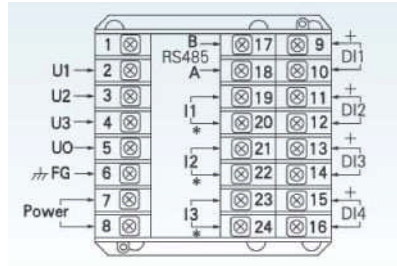 1 B 17 9 +
RS485 DI1
U1 2 A 18 10
U2 3 19 11 +
I1 DI2
U3 4 * 20 12
UO 5 21 13 +
I2 DI3
FG 6 * 22 14
7 23 15 +
Power I3 DI4
8 * 24 16